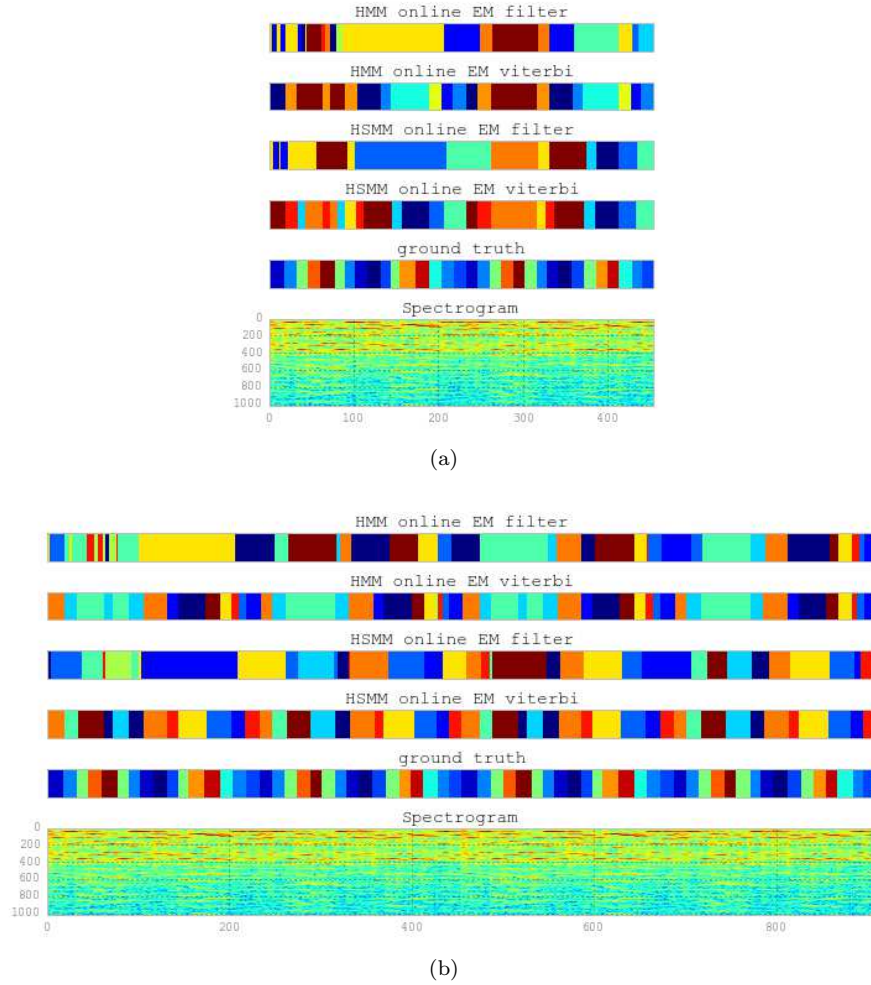 HMM online EM filter
HMM online EM viterbi
HSMM online EM filter
HSMM online EM viterbi
ground truth
Spectrogram
0
200
400
600
800
1000
0 100 200 300 400
(a)
HMM online EM filter
HMM online EM viterbi
HSMM online EM filter
HSMM online EM viterbi
ground truth
Spectrogram
0
200
400
600
800
1000
0 200 400 600 800
(b)